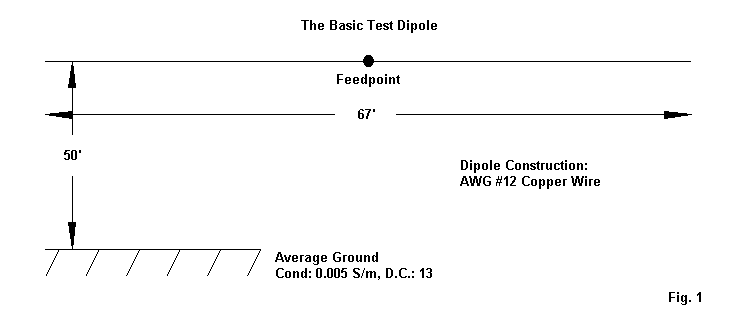 The Basic Test Dipole
Feedpoint
67'
50'
Dipole Construction:
AWG #12 Copper Wire
Average Ground
Cond: 0.005 S/m, D.C.: 13
Fig. 1